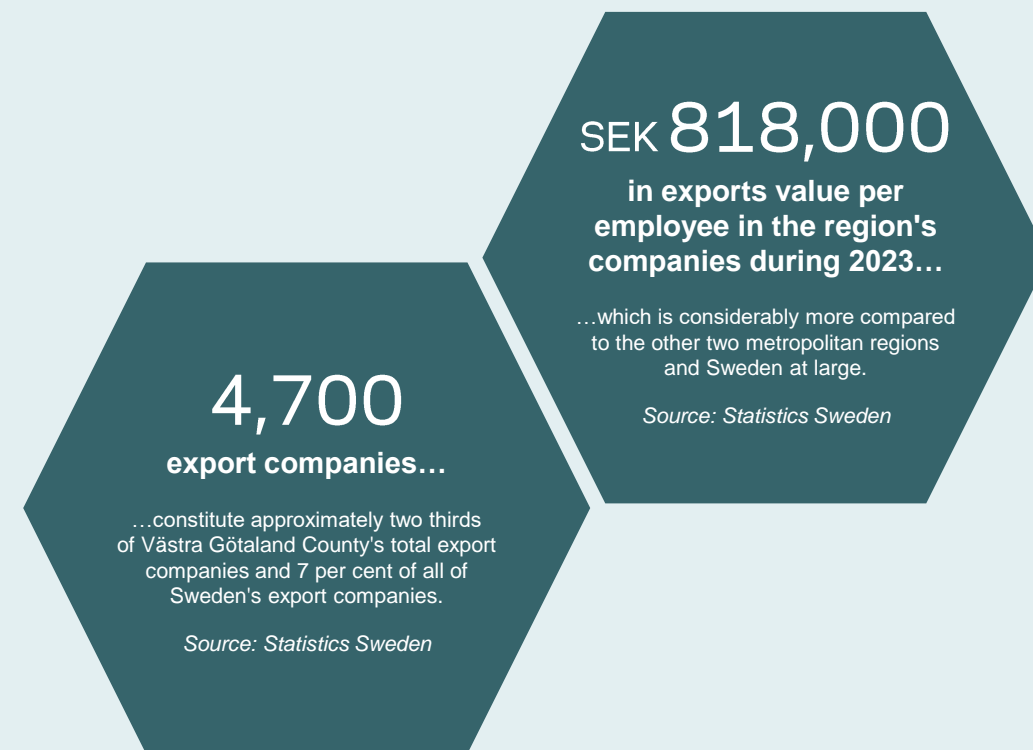 SEK 818,000
in exports value per
employee in the region's
companies during 2023…
…which is considerably more compared
to the other two metropolitan regions
and Sweden at large.
Source: Statistics Sweden
4,700
export companies…
…constitute approximately two thirds
of Västra Götaland County's total export
companies and 7 per cent of all of
Sweden's export companies.
Source: Statistics Sweden